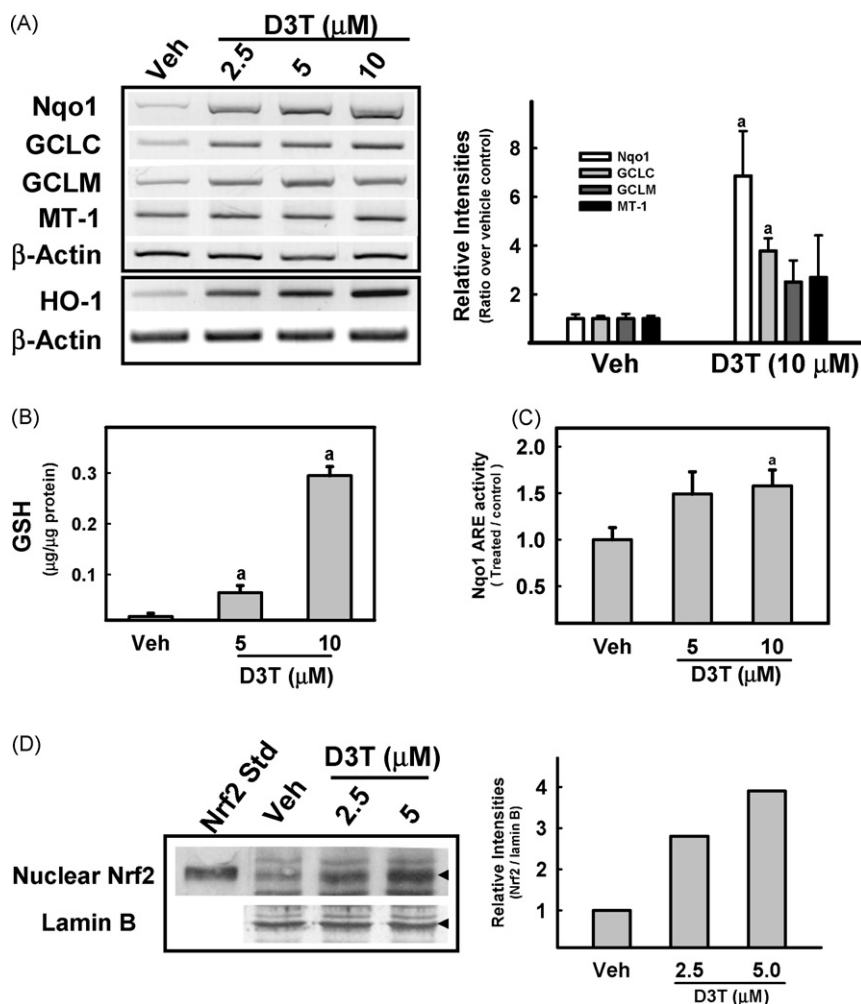 (A)
D3T (μM)
Veh 2.5 5 10
Nqo1
GCLC
GCLM
MT-1
β-Actin
HO-1
β-Actin
Relative Intensities
(Ratio over vehicle control)
8
6
4
2
a
a
Nqo1
GCLC
GCLM
MT-1
Veh D3T (10 μM)
(B)
GSH
(μg/μg protein)
0.3
0.1
a
a
Veh 5 10
D3T (μM)
(C)
Nqo1 ARE activity
( Treated / control )
2.0
1.5
1.0
0.5
a
Veh 5 10
D3T (μM)
(D)
D3T (μM)
Nrf2 Std Veh 2.5 5
Nuclear Nrf2
Lamin B
Relative Intensities
(Nrf2 / lamin B)
4
3
2
1
Veh 2.5 5.0
D3T (μM)